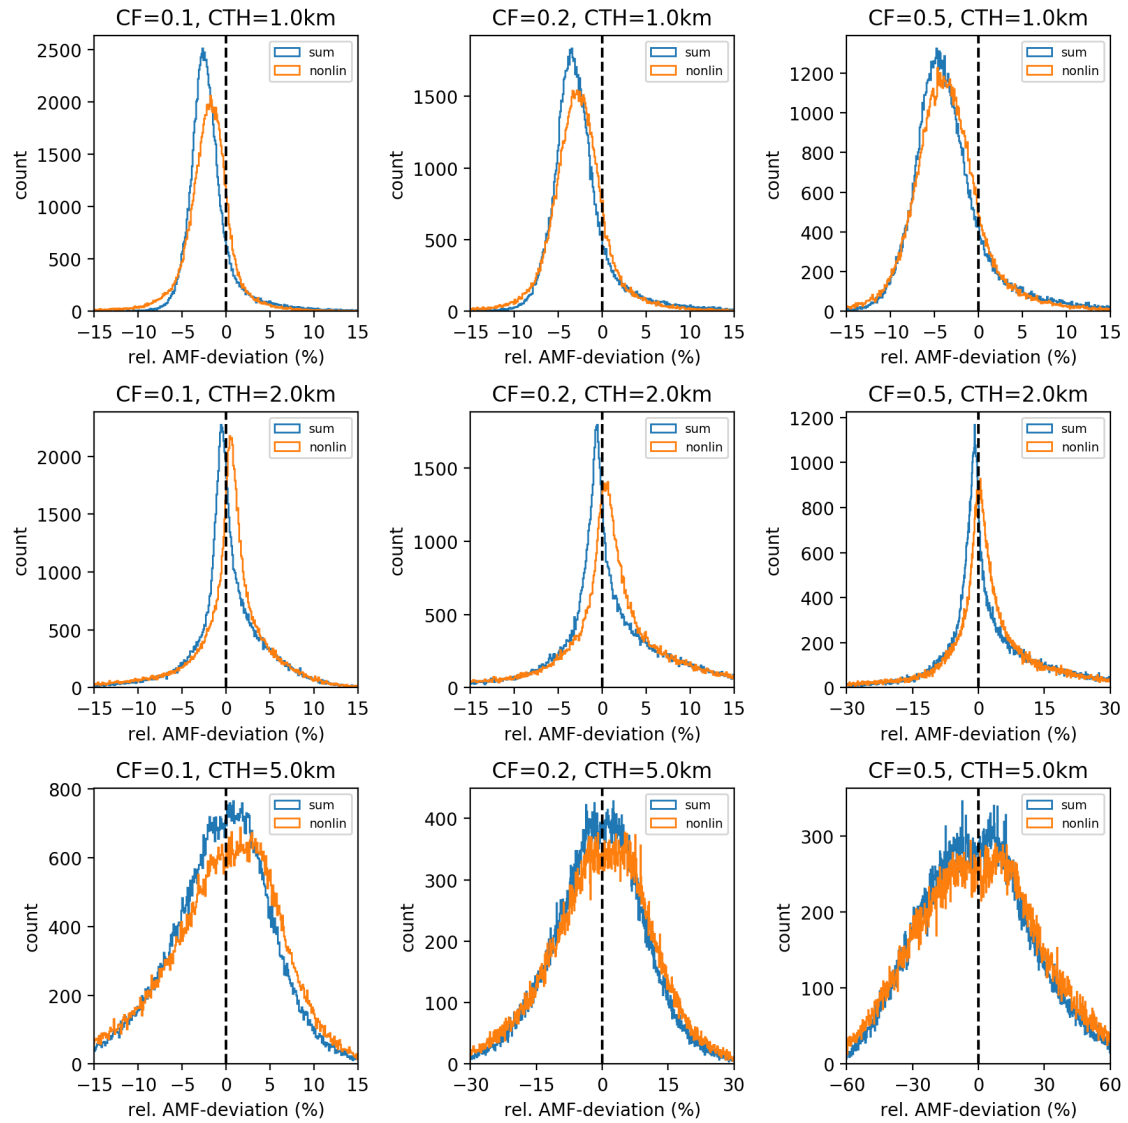 CF=0.1, CTH=1.0km
CF=0.2, CTH=1.0km
CF=0.5, CTH=1.0km
sum
nonlin
sum
nonlin
sum
nonlin
2500
2000
1500
1000
500
0
1500
1000
500
0
1200
1000
800
600
400
200
0
count
count
count
−15 −10 −5 0 5 10 15
−15 −10 −5 0 5 10 15
−15 −10 −5 0 5 10 15
rel. AMF-deviation (%)
rel. AMF-deviation (%)
rel. AMF-deviation (%)
CF=0.1, CTH=2.0km
CF=0.2, CTH=2.0km
CF=0.5, CTH=2.0km
sum
nonlin
sum
nonlin
sum
nonlin
2000
1500
1000
500
0
1500
1000
500
0
1200
1000
800
600
400
200
0
count
count
count
−15 −10 −5 0 5 10 15
−15 −10 −5 0 5 10 15
−30 −15 0 15 30
rel. AMF-deviation (%)
rel. AMF-deviation (%)
rel. AMF-deviation (%)
CF=0.1, CTH=5.0km
CF=0.2, CTH=5.0km
CF=0.5, CTH=5.0km
sum
nonlin
sum
nonlin
sum
nonlin
800
600
400
200
0
400
300
200
100
0
300
200
100
0
count
count
count
−15 −10 −5 0 5 10 15
−30 −15 0 15 30
−60 −30 0 30 60
rel. AMF-deviation (%)
rel. AMF-deviation (%)
rel. AMF-deviation (%)